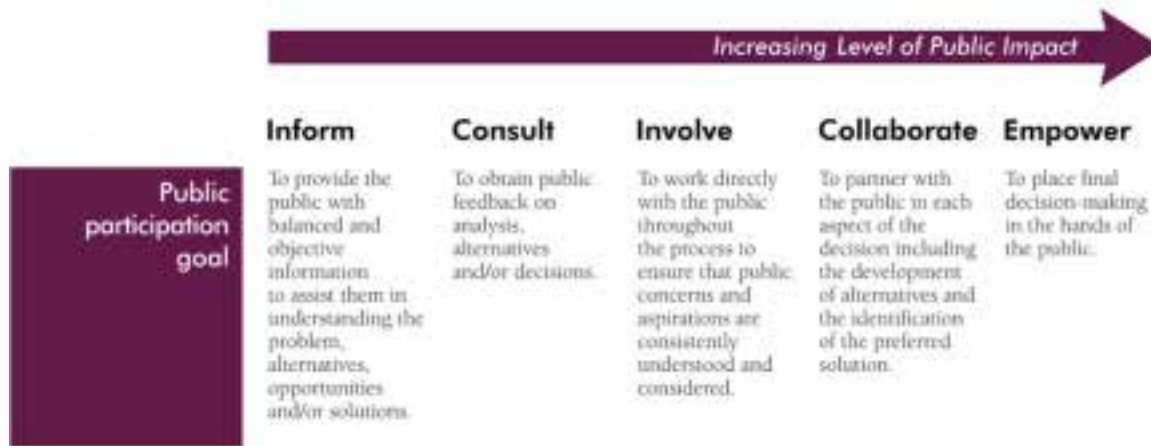 Increasing Level of Public Impact
Inform
Consult
Involve
Collaborate
Empower
Public
participation
goal
To provide the
public with
balanced and
objective
information
to assist them in
understanding the
problem,
alternatives,
opportunities
and/or solutions.
To obtain public
feedback on
analysis,
alternatives
and/or decisions.
To work directly
with the public
throughout
the process to
ensure that public
concerns and
aspirations are
consistently
understood and
considered.
To partner with
the public in each
aspect of the
decision including
the development
of alternatives and
the identification
of the preferred
solution.
To place final
decision-making
in the hands of
the public.